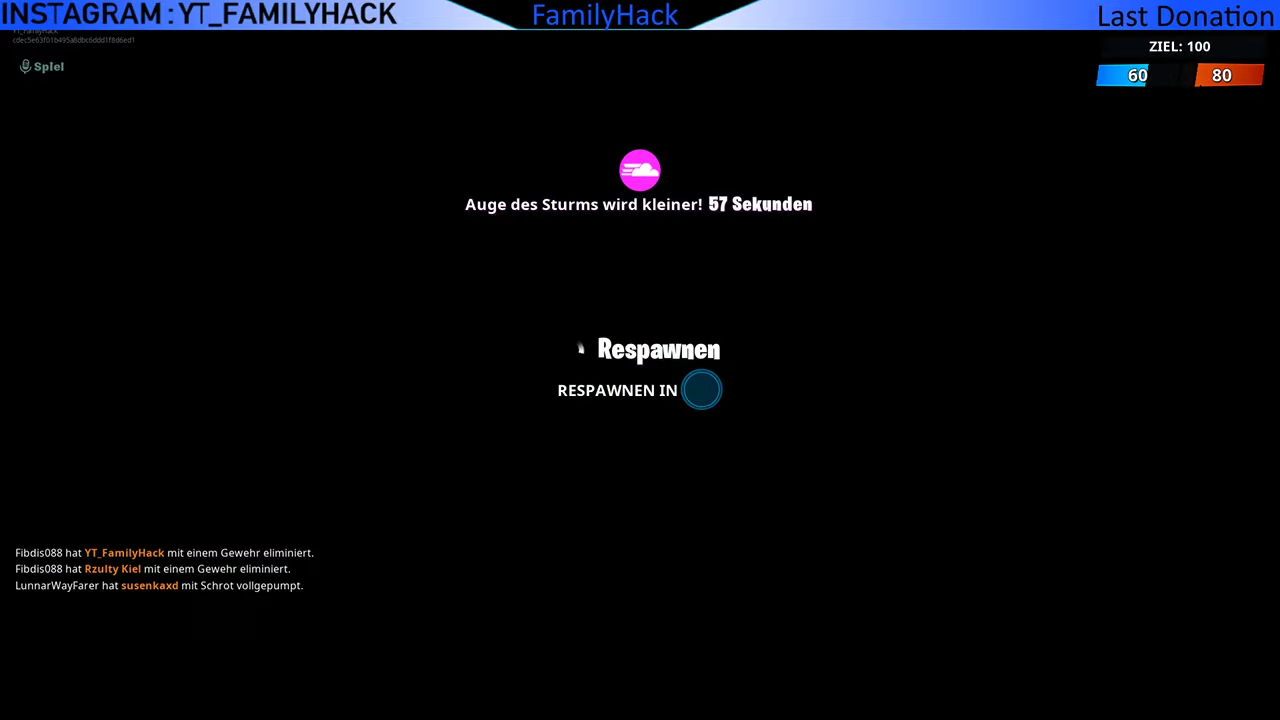 INSTAGRAM : YT_FAMILYHACK
FamilyHack
Last Donation
YT_FamilyHack
ZIEL: 100
Spiel
60
80
Auge des Sturms wird kleiner! 57 Sekunden
Respawnen
RESPAWNEN IN
Fibdis088 hat YT_FamilyHack mit einem Gewehr eliminiert.
Fibdis088 hat Rzulty Kiel mit einem Gewehr eliminiert.
LunnarWayFarer hat susenkaxd mit Schrot vollgepumpt.